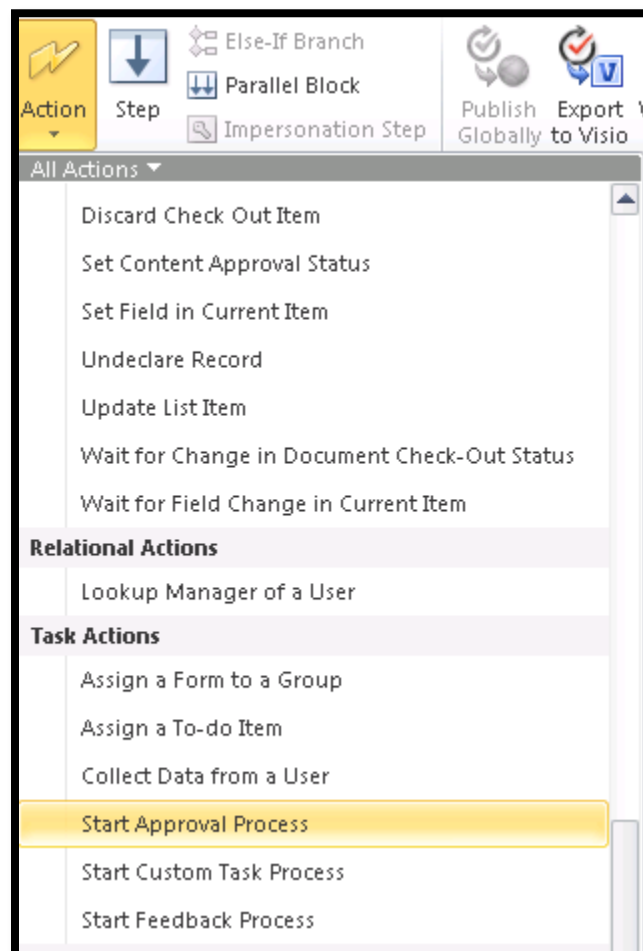 Action
Step
Else-If Branch
Parallel Block
Impersonation Step
Publish
Globally
Export
to Visio
All Actions
Discard Check Out Item
Set Content Approval Status
Set Field in Current Item
Undeclare Record
Update List Item
Wait for Change in Document Check-Out Status
Wait for Field Change in Current Item
Relational Actions
Lookup Manager of a User
Task Actions
Assign a Form to a Group
Assign a To-do Item
Collect Data from a User
Start Approval Process
Start Custom Task Process
Start Feedback Process